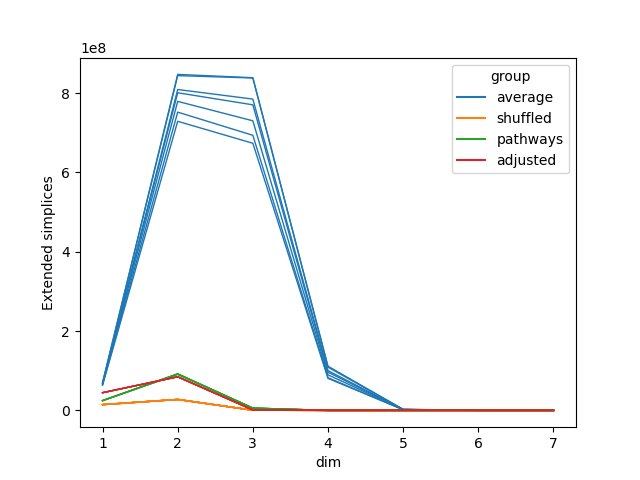 1e8
group
average
shuffled
pathways
adjusted
8
6
4
2
0
Extended simplices
1 2 3 4 5 6 7
dim